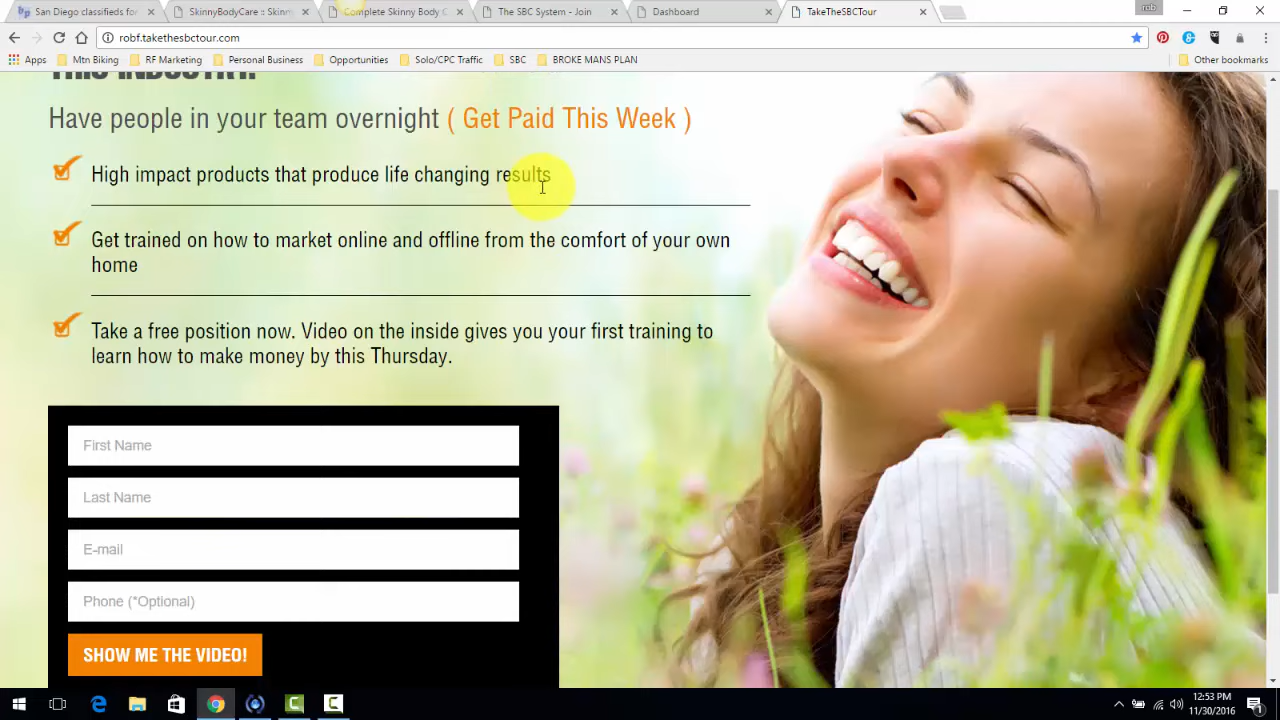 San Diego classifieds for
SkinnyBodyCare :: Skinn
Complete Skinny Body C
The SBC System - Join
Dashboard
TakeTheSBCTour
rob
robf.takethesbctour.com
Apps
Mtn Biking
RF Marketing
Personal Business
Opportunities
Solo/CPC Traffic
SBC
BROKE MANS PLAN
Other bookmarks
THIS INDUSTRY!
Have people in your team overnight ( Get Paid This Week )
High impact products that produce life changing results
Get trained on how to market online and offline from the comfort of your own
home
Take a free position now. Video on the inside gives you your first training to
learn how to make money by this Thursday.
First Name
Last Name
E-mail
Phone (*Optional)
SHOW ME THE VIDEO!
12:53 PM
11/30/2016